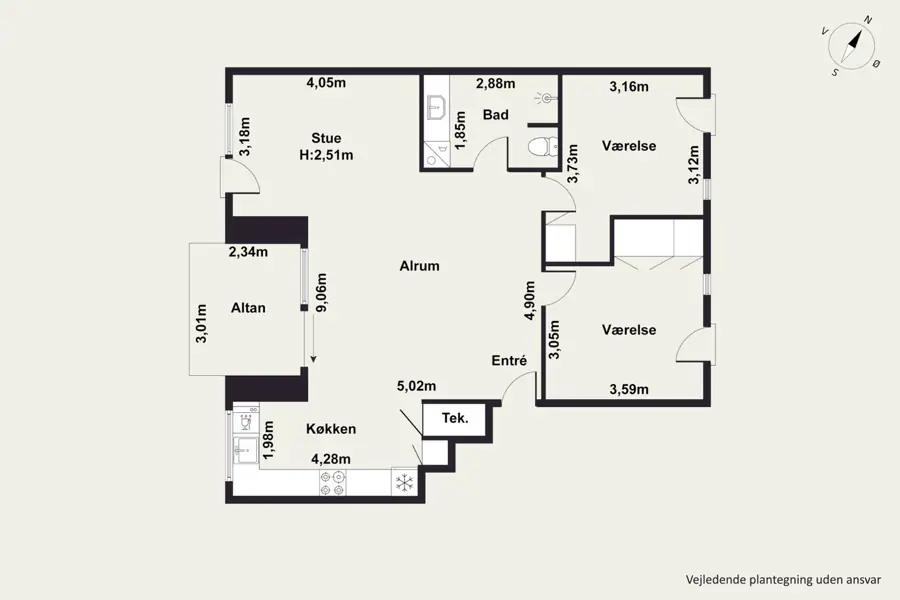 N
V
Ø
S
4,05m
2,88m
3,16m
Bad
3,18m
1,85m
Stue
H:2,51m
Værelse
3,73m
3,12m
2,34m
Alrum
9,06m
Altan
3,01m
4,90m
Værelse
3,05m
Entré
5,02m
3,59m
Tek.
Køkken
1,98m
4,28m
Vejledende plantegning uden ansvar